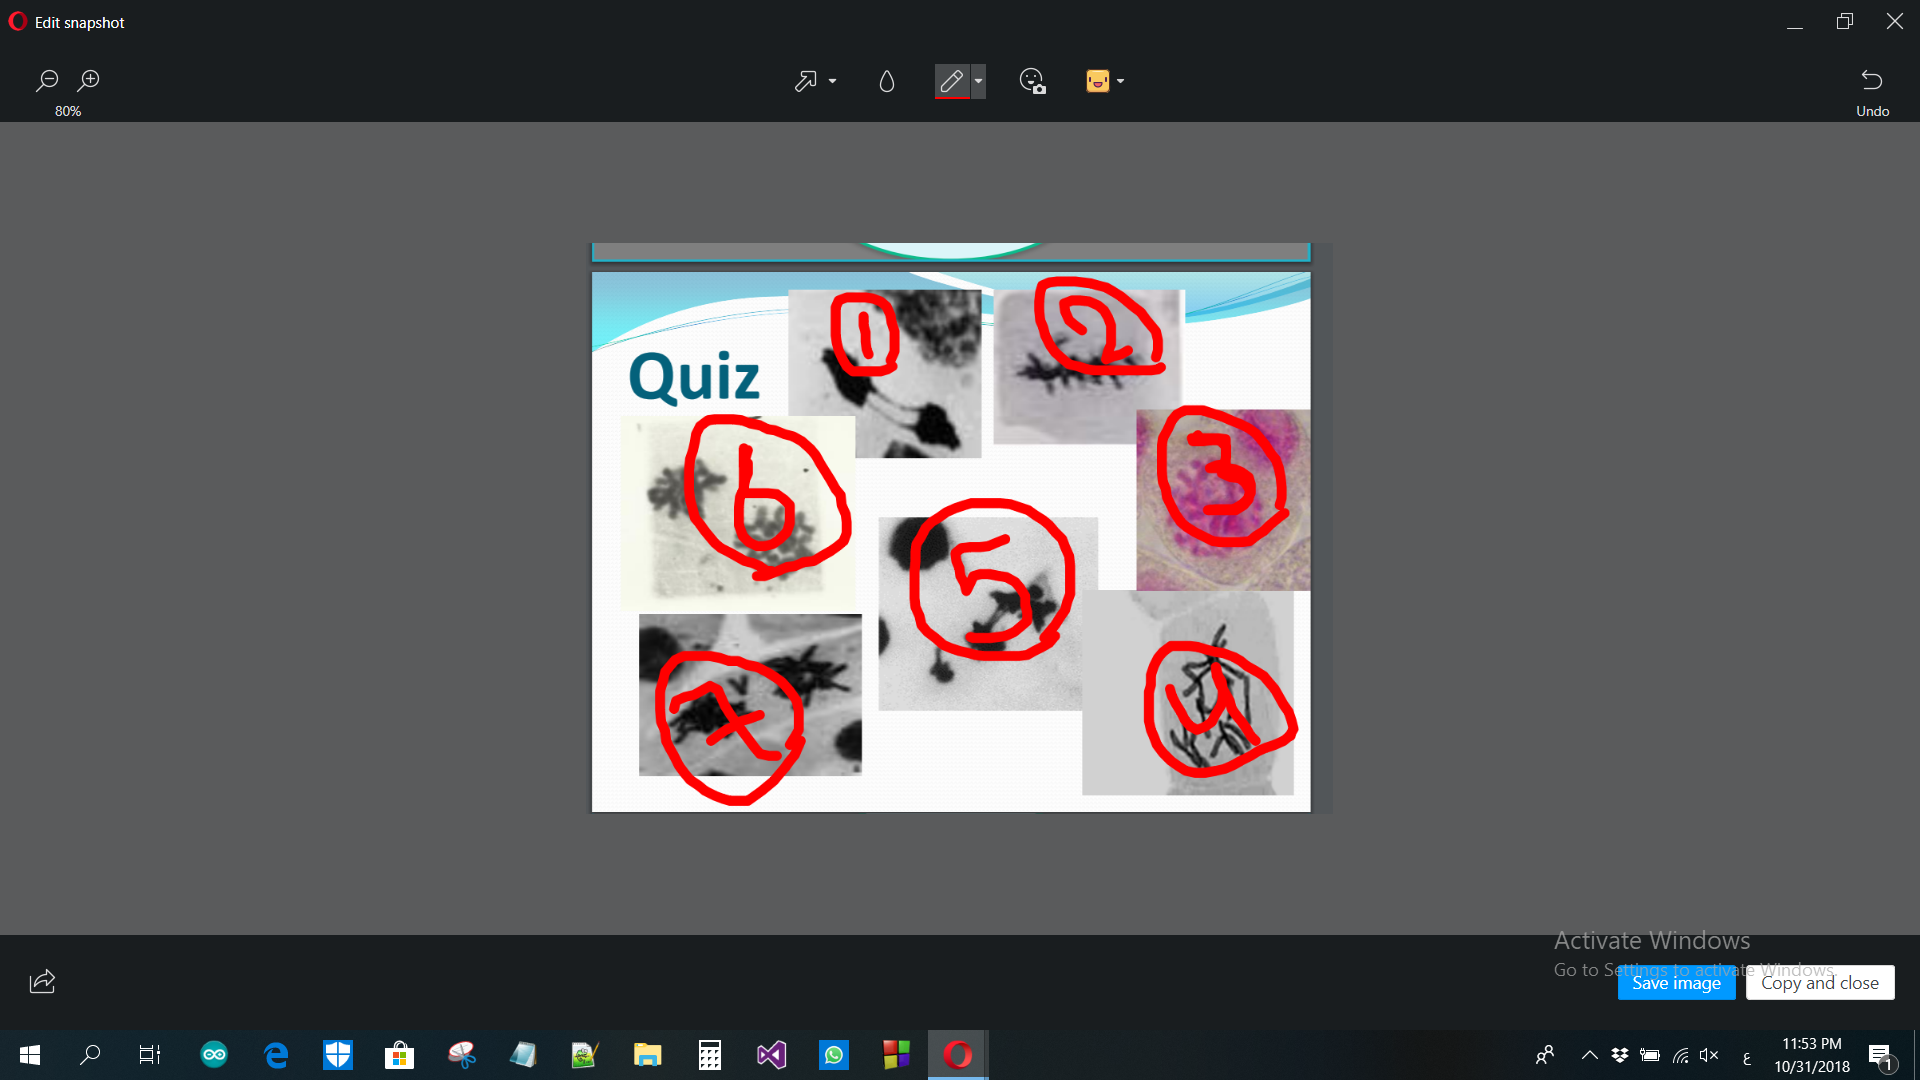 Edit snapshot
80%
Undo
Quiz
1
2
3
6
5
7
4
Activate Windows
Go to Settings to activate Windows.
Save image
Copy and close
11:53 PM
ع
10/31/2018
1